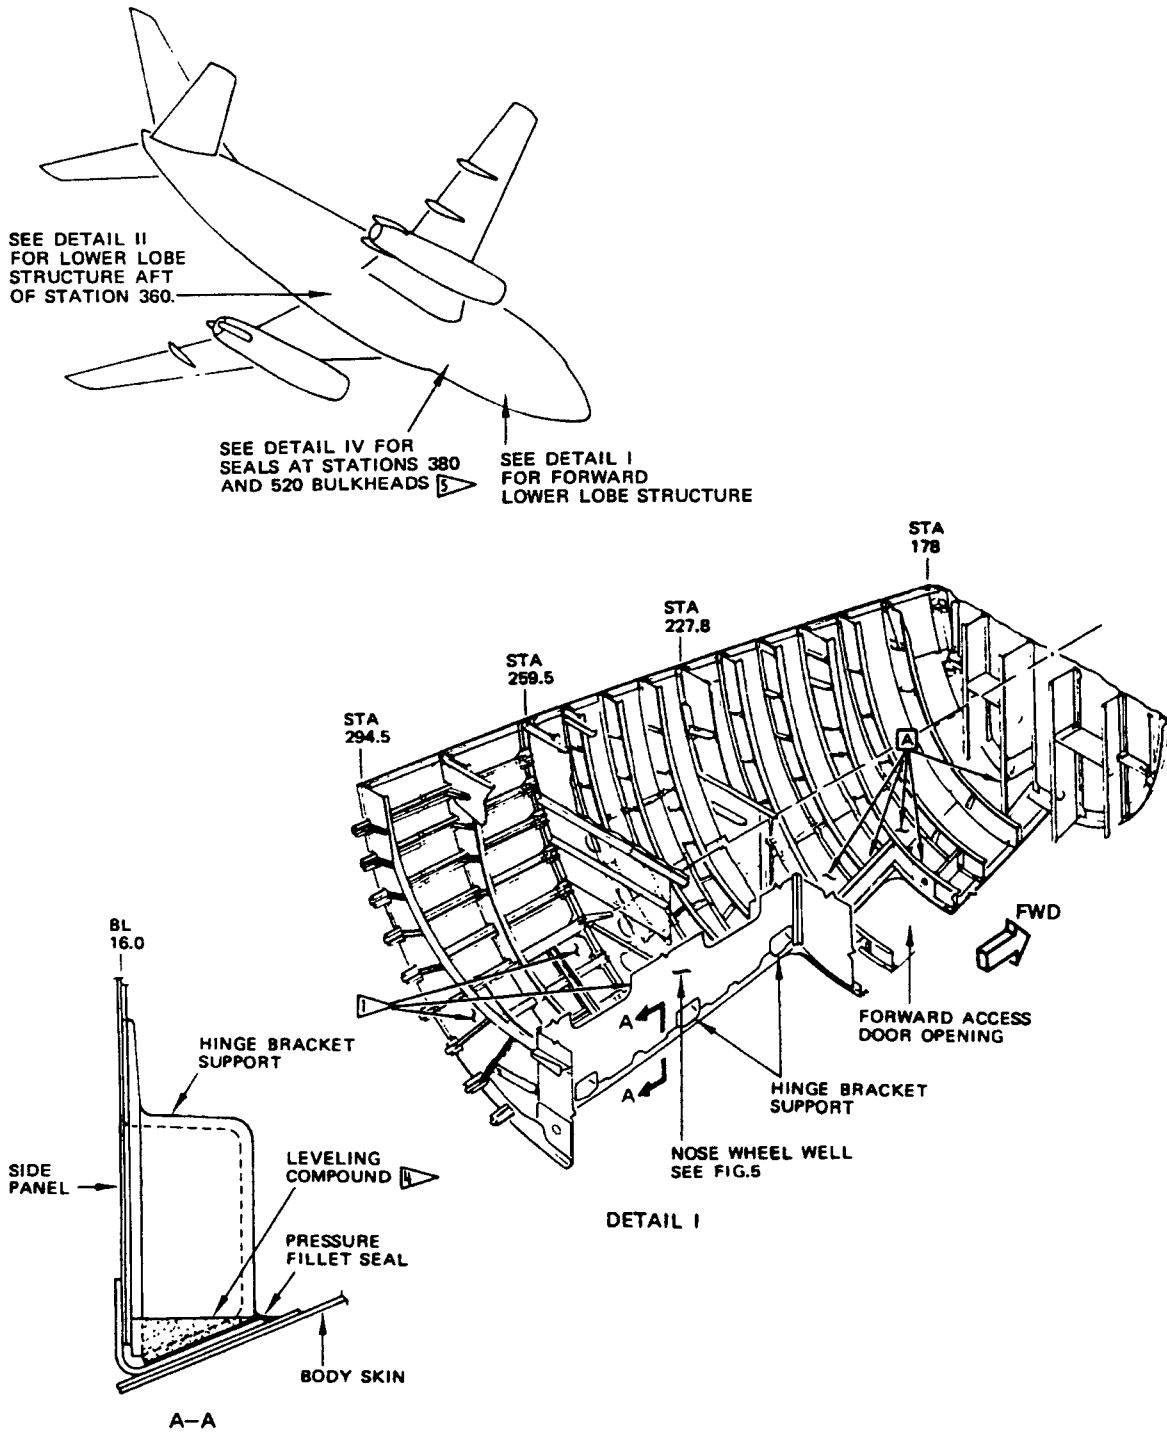 SEE DETAIL II
FOR LOWER LOBE
STRUCTURE AFT
OF STATION 360.
SEE DETAIL IV FOR
SEALS AT STATIONS 380
AND 520 BULKHEADS 5
SEE DETAIL I
FOR FORWARD
LOWER LOBE STRUCTURE
STA
178
STA
227.8
STA
259.5
STA
294.5
A
FWD
BL
16.0
1
FORWARD ACCESS
DOOR OPENING
A
HINGE BRACKET
SUPPORT
A
HINGE BRACKET
SUPPORT
NOSE WHEEL WELL
SEE FIG.5
LEVELING
COMPOUND 4
SIDE
PANEL
DETAIL I
PRESSURE
FILLET SEAL
BODY SKIN
A-A